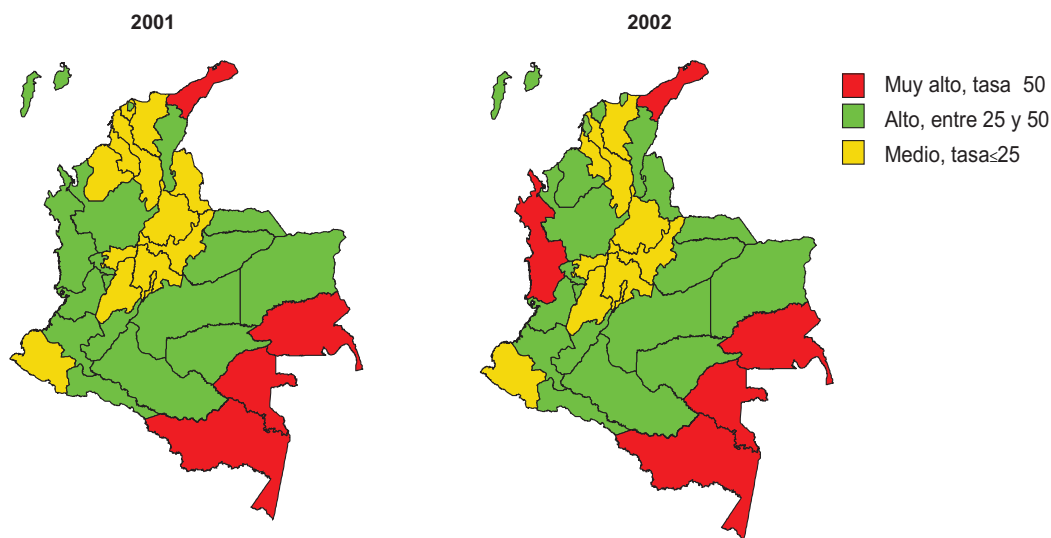 2001
2002
Muy alto, tasa 50
Alto, entre 25 y 50
Medio, tasa≤25